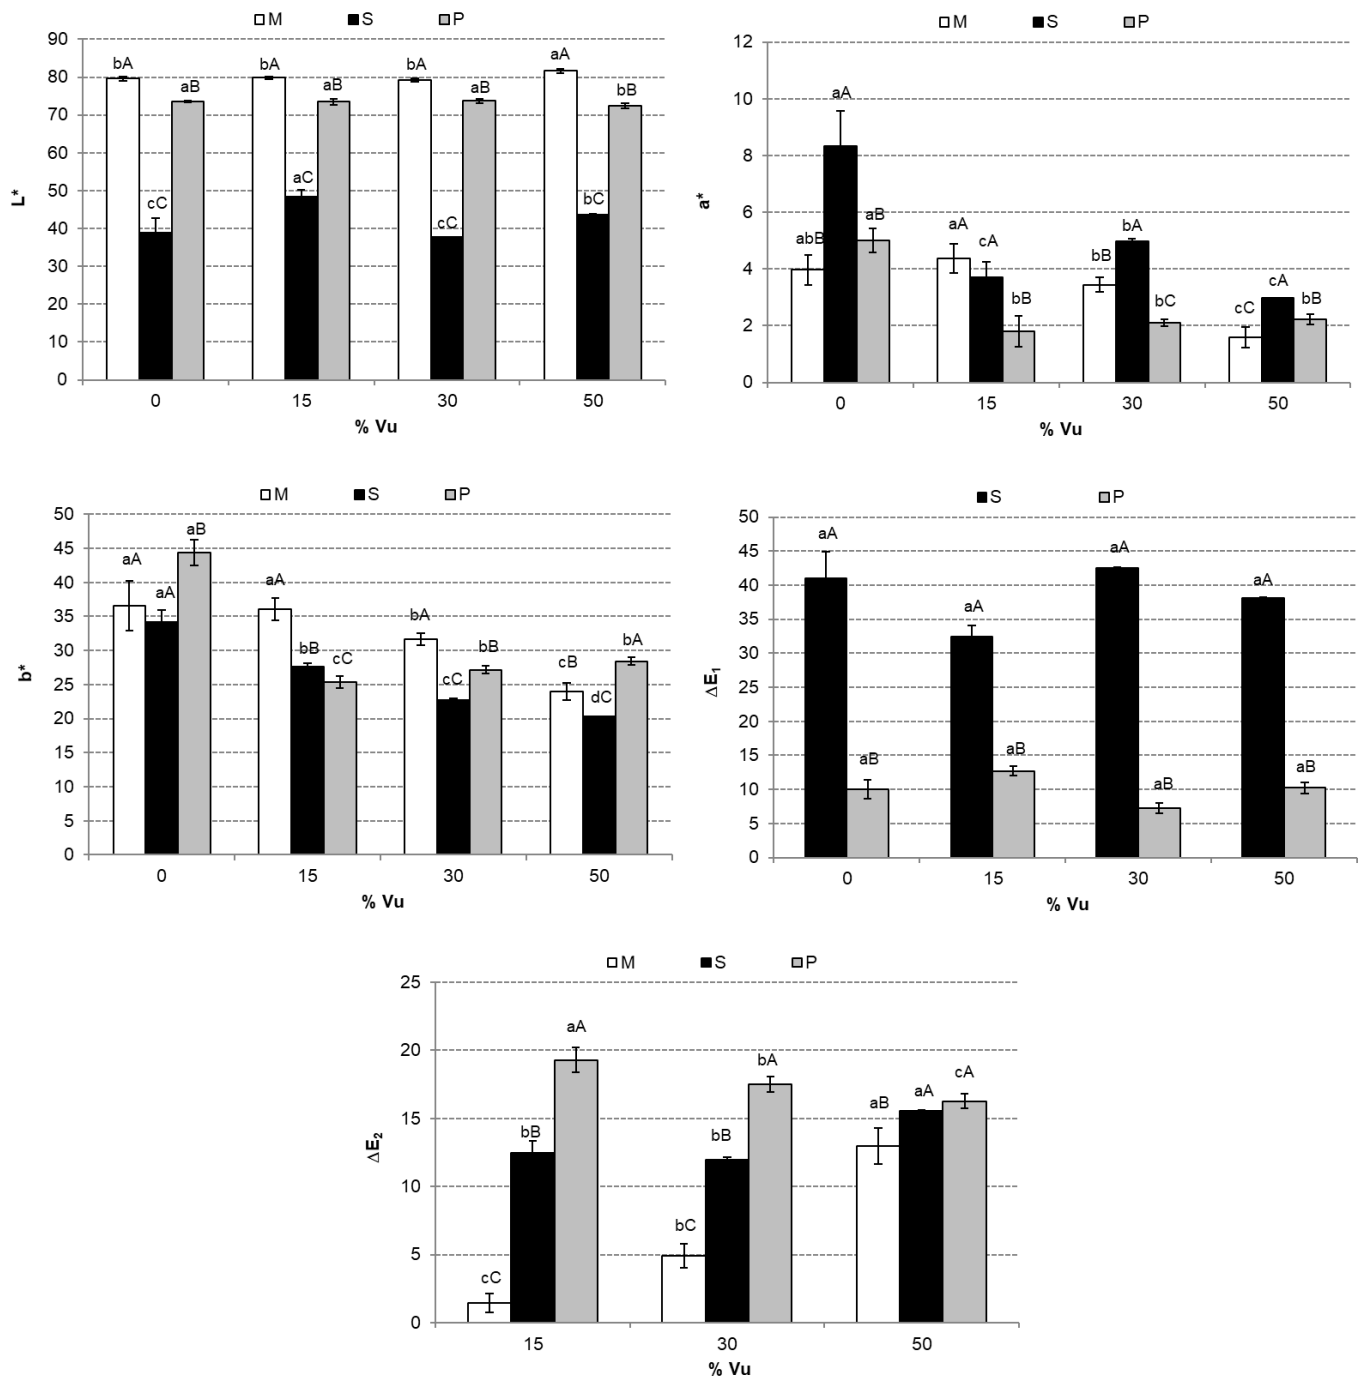 M S P
90
80
70
60
50
40
30
20
10
0
L*
bA bA bA aA
aB aB aB bB
cC aC cC bC
0 15 30 50
% Vu
M S P
12
10
8
6
4
2
0
a*
abB aA aB
aA cA bB
bB bA bC
cC cA bB
0 15 30 50
% Vu
M S P
50
45
40
35
30
25
20
15
10
5
0
b*
aA aA aB
aA bB cC
bA cC bB
cB dC bA
0 15 30 50
% Vu
S P
50
45
40
35
30
25
20
15
10
5
0
ΔE₁
aA aB
aA aB
aA aB
aA aB
0 15 30 50
% Vu
M S P
25
20
15
10
5
0
ΔE₂
cC bB aA
bC bB bA
aB aA cA
15 30 50
% Vu